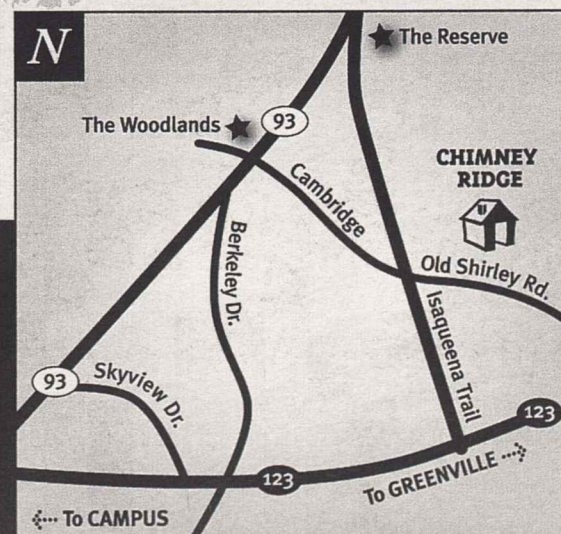 N
The Reserve
The Woodlands
93
CHIMNEY
RIDGE
Cambridge
Old Shirley Rd.
Berkeley Dr.
Isaqueena Trail
93
Skyview Dr.
123
123
To GREENVILLE
To CAMPUS